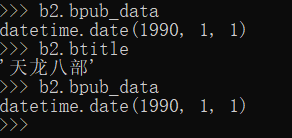 >>> b2.bpub_data
datetime.date(1990, 1, 1)
>>> b2.btitle
'天龙八部'
>>> b2.bpub_data
datetime.date(1990, 1, 1)
>>>